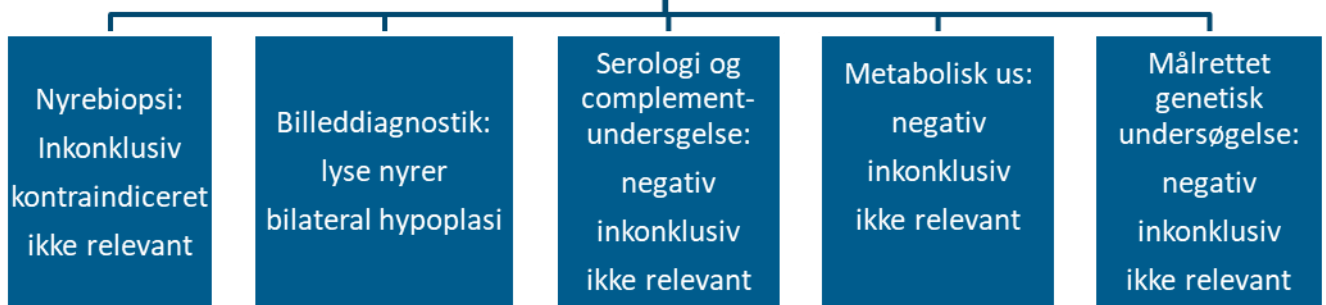 Nyrebiopsi:
Inkonklusiv
kontraindiceret
ikke relevant
Billeddiagnostik:
lyse nyrer
bilateral hypoplasi
Serologi og
complement-
undersgelse:
negativ
inkonklusiv
ikke relevant
Metabolisk us:
negativ
inkonklusiv
ikke relevant
Målrettet
genetisk
undersøgelse:
negativ
inkonklusiv
ikke relevant